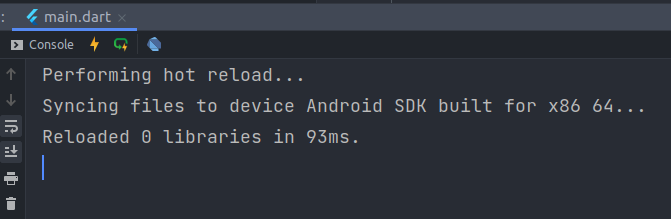 : main.dart ×
Console
Performing hot reload...
Syncing files to device Android SDK built for x86 64...
Reloaded 0 libraries in 93ms.